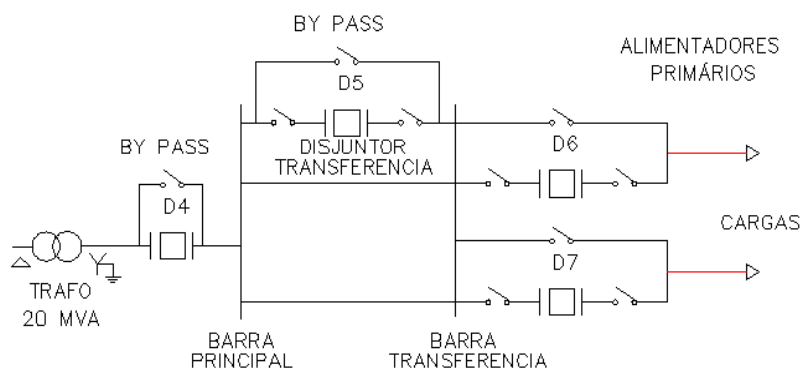 BY PASS
D5
ALIMENTADORES
PRIMÁRIOS
BY PASS
D4
DISJUNTOR
TRANSFERENCIA
D6
CARGAS
D7
TRAFO
20 MVA
BARRA
PRINCIPAL
BARRA
TRANSFERENCIA